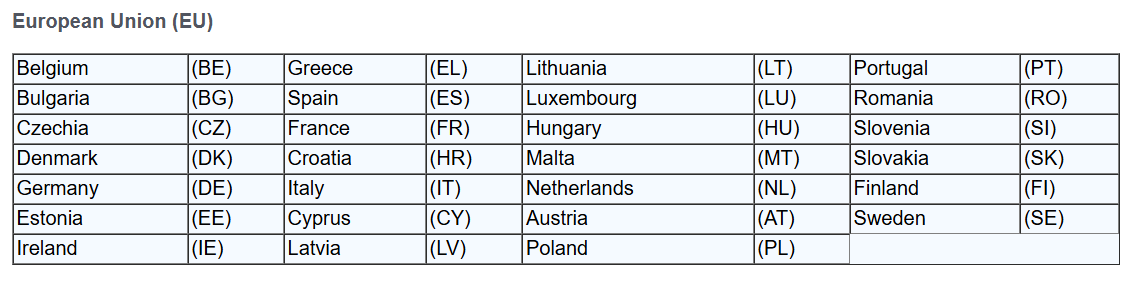 European Union (EU)
Belgium (BE) Greece (EL) Lithuania (LT) Portugal (PT)
Bulgaria (BG) Spain (ES) Luxembourg (LU) Romania (RO)
Czechia (CZ) France (FR) Hungary (HU) Slovenia (SI)
Denmark (DK) Croatia (HR) Malta (MT) Slovakia (SK)
Germany (DE) Italy (IT) Netherlands (NL) Finland (FI)
Estonia (EE) Cyprus (CY) Austria (AT) Sweden (SE)
Ireland (IE) Latvia (LV) Poland (PL)